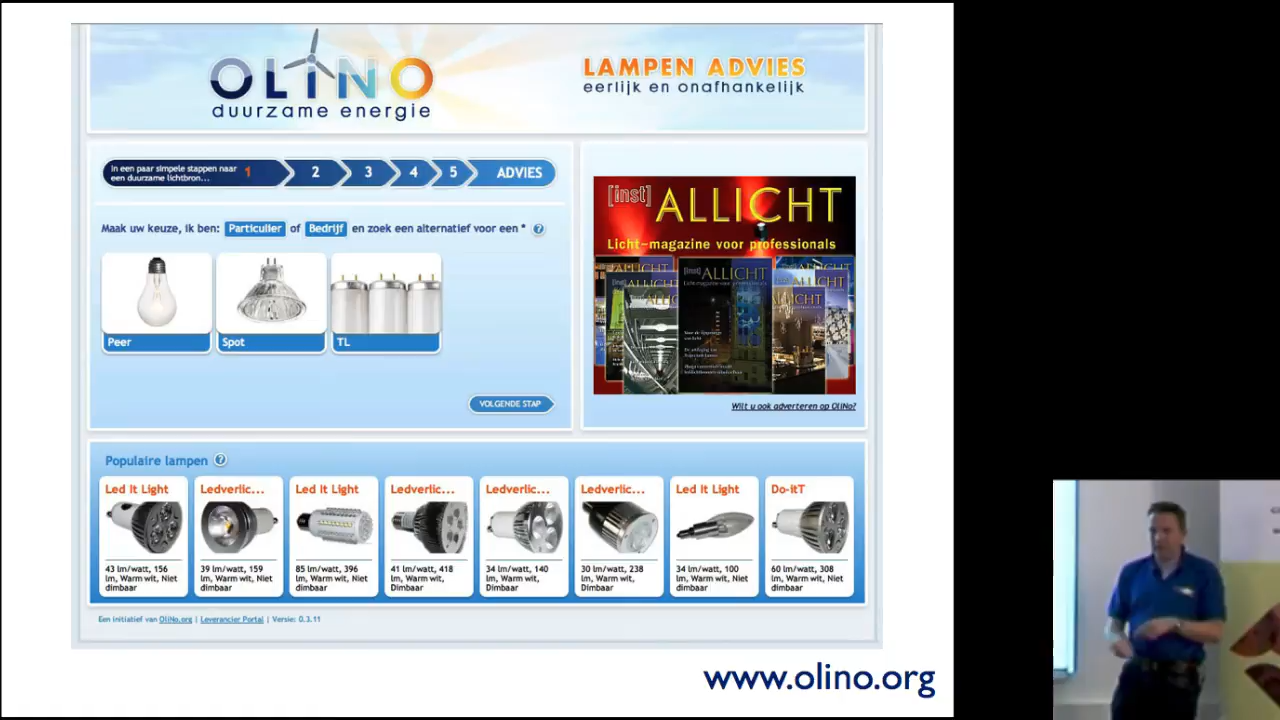 OLiNO
duurzame energie
LAMPEN ADVIES
eerlijk en onafhankelijk
In een paar simpele stappen naar
een duurzame lichtbron...
1 2 3 4 5 ADVIES
Maak uw keuze, ik ben: Particulier of Bedrijf en zoek een alternatief voor een * ?
Peer
Spot
TL
VOLGENDE STAP
[inst] ALLICHT
Licht-magazine voor professionals
[inst] ALLICHT
ALLICHT
Wilt u ook adverteren op OliNo?
Populaire lampen ?
Led It Light
43 lm/watt, 156
lm, Warm wit, Niet
dimbaar
Ledverlic...
39 lm/watt, 159
lm, Warm wit, Niet
dimbaar
Led It Light
85 lm/watt, 396
lm, Warm wit, Niet
dimbaar
Ledverlic...
41 lm/watt, 418
lm, Warm wit,
Dimbaar
Ledverlic...
34 lm/watt, 140
lm, Warm wit,
Dimbaar
Ledverlic...
30 lm/watt, 238
lm, Warm wit,
Dimbaar
Led It Light
34 lm/watt, 100
lm, Warm wit, Niet
dimbaar
Do-itT
60 lm/watt, 308
lm, Warm wit, Niet
dimbaar
Een initiatief van OliNo.org | Leverancier Portal | Versie: 0.3.11
www.olino.org